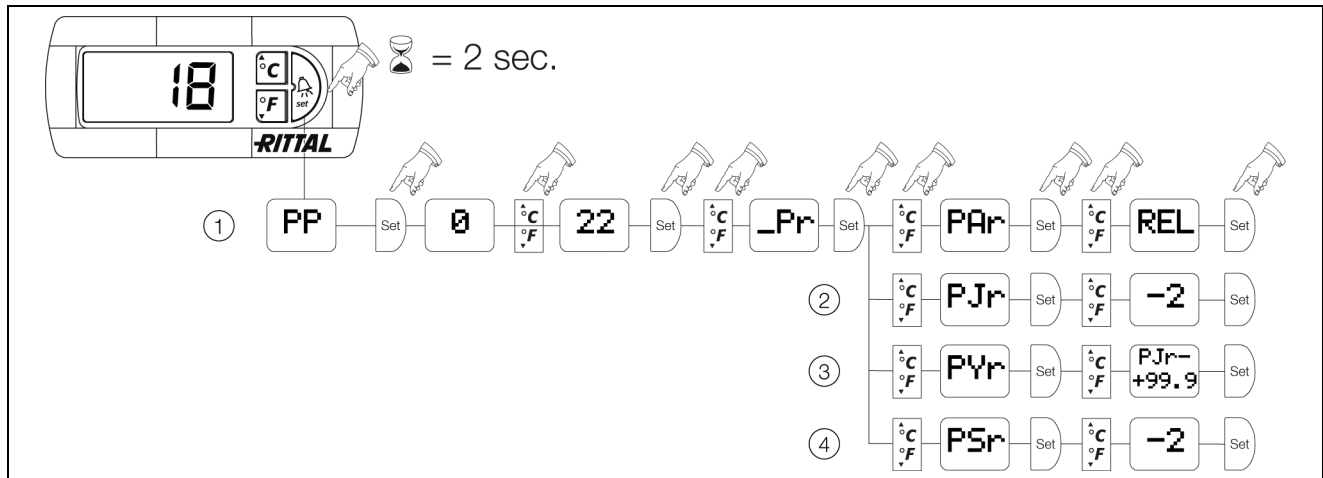 18
°C
°F
set
RITTAL
= 2 sec.
1 PP Set 0 °C °F 22 Set °C °F _Pr Set °C °F PAr Set °C °F REL Set
2 °C °F PJr Set °C °F -2 Set
3 °C °F PYr Set °C °F PJr- +99.9 Set
4 °C °F PSr Set °C °F -2 Set